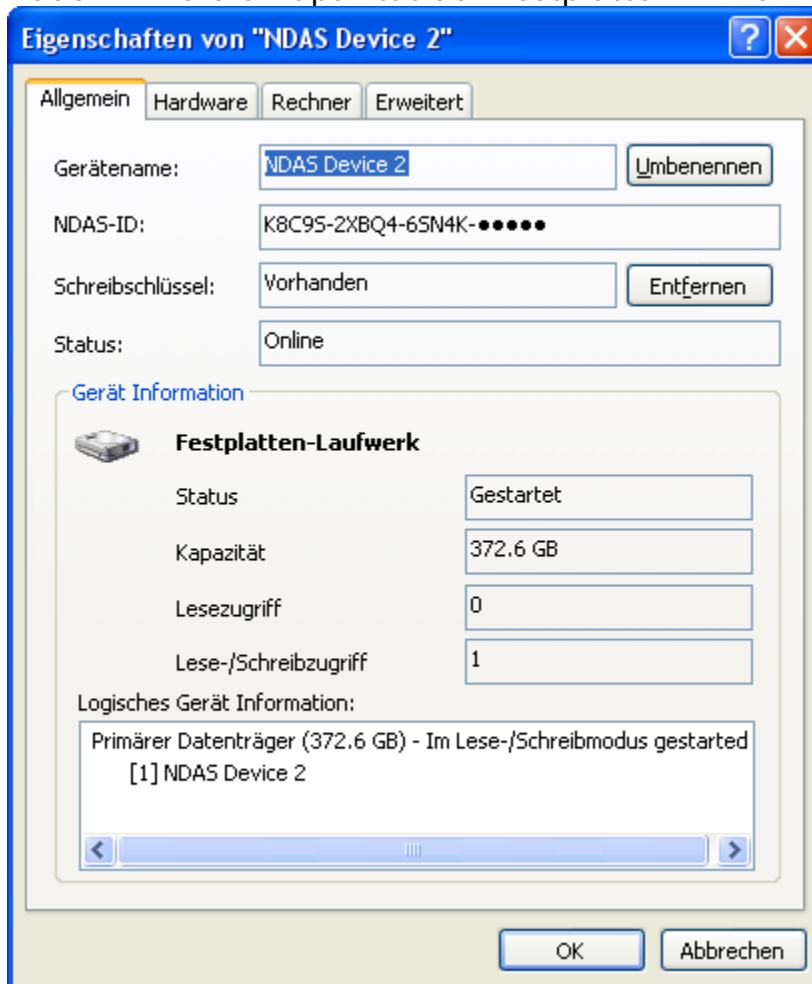 Eigenschaften von "NDAS Device 2"
Allgemein Hardware Rechner Erweitert
Gerätename: NDAS Device 2 Umbenennen
NDAS-ID: K8C9S-2XBQ4-6SN4K-●●●●●
Schreibschlüssel: Vorhanden Entfernen
Status: Online
Gerät Information
Festplatten-Laufwerk
Status Gestartet
Kapazität 372.6 GB
Lesezugriff 0
Lese-/Schreibzugriff 1
Logisches Gerät Information:
Primärer Datenträger (372.6 GB) - Im Lese-/Schreibmodus gestarted
[1] NDAS Device 2
OK Abbrechen